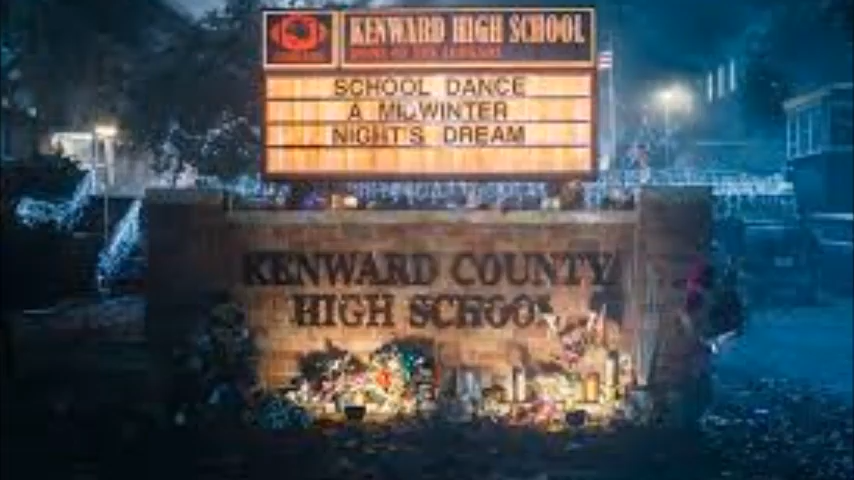 KENWARD HIGH SCHOOL
SCHOOL DANCE
A MIDWINTER
NIGHT'S DREAM
KENWARD COUNTY
HIGH SCHOOL